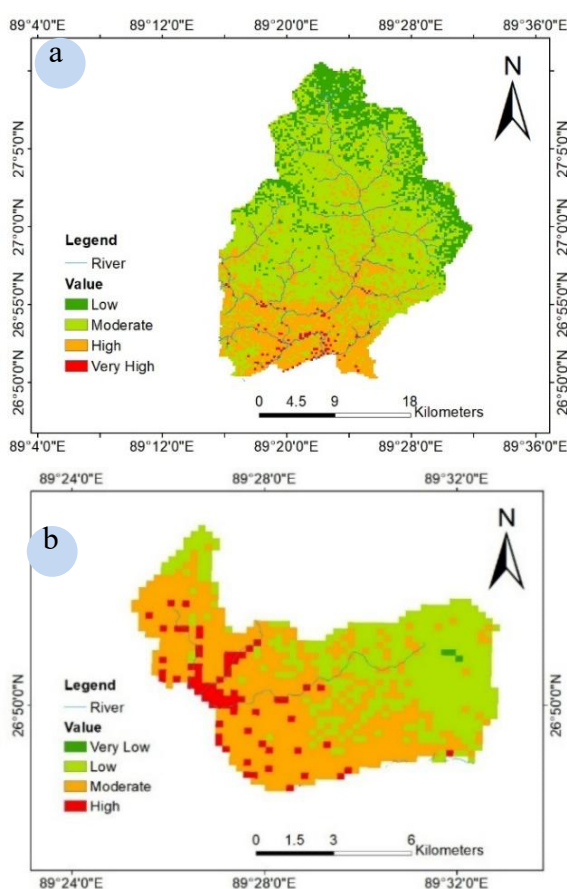 89°4'0"E 89°12'0"E 89°20'0"E 89°28'0"E 89°36'0"E
a
N
27°5'0"N
27°0'0"N
26°55'0"N
26°50'0"N
27°5'0"N
27°0'0"N
26°55'0"N
26°50'0"N
Legend
River
Value
Low
Moderate
High
Very High
0 4.5 9 18
Kilometers
89°4'0"E 89°12'0"E 89°20'0"E 89°28'0"E 89°36'0"E
89°24'0"E 89°28'0"E 89°32'0"E
b
N
26°50'0"N
26°50'0"N
Legend
River
Value
Very Low
Low
Moderate
High
0 1.5 3 6
Kilometers
89°24'0"E 89°28'0"E 89°32'0"E